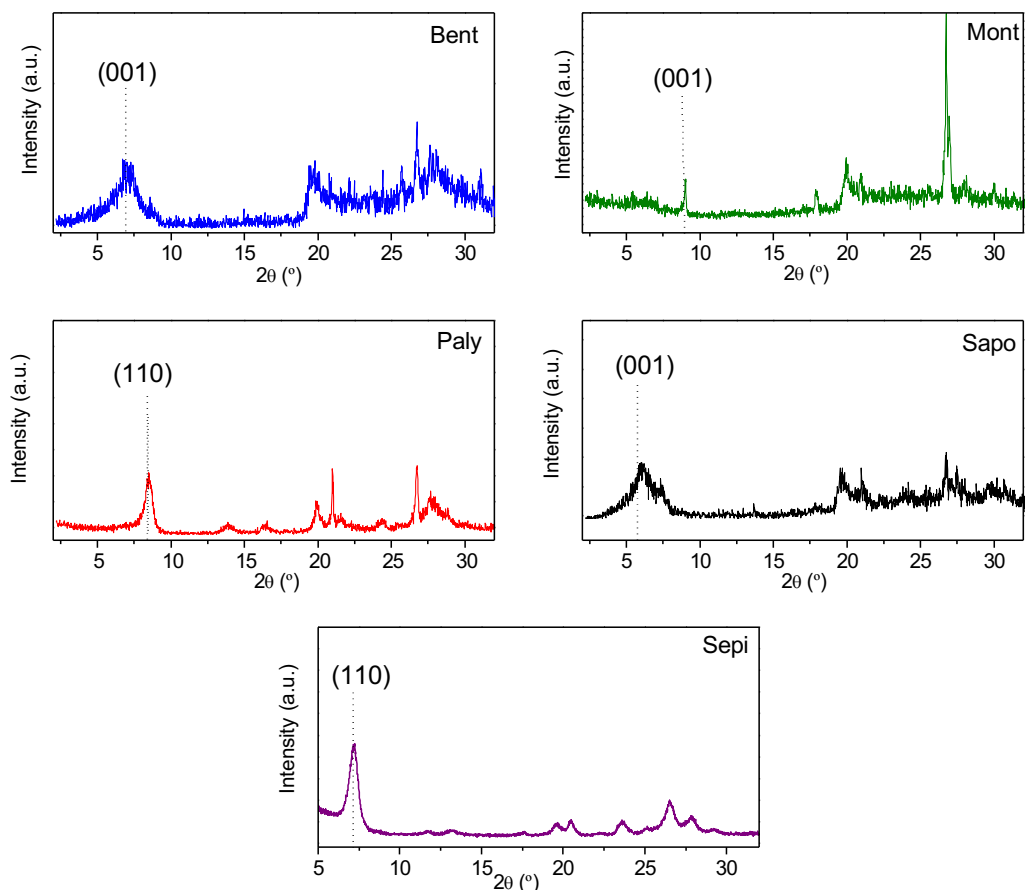 Bent
(001)
Intensity (a.u.)
5 10 15 20 25 30
2θ (º)
Mont
(001)
Intensity (a.u.)
5 10 15 20 25 30
2θ (º)
Paly
(110)
Intensity (a.u.)
5 10 15 20 25 30
2θ (º)
Sapo
(001)
Intensity (a.u.)
5 10 15 20 25 30
2θ (º)
Sepi
(110)
Intensity (a.u.)
5 10 15 20 25 30
2θ (º)